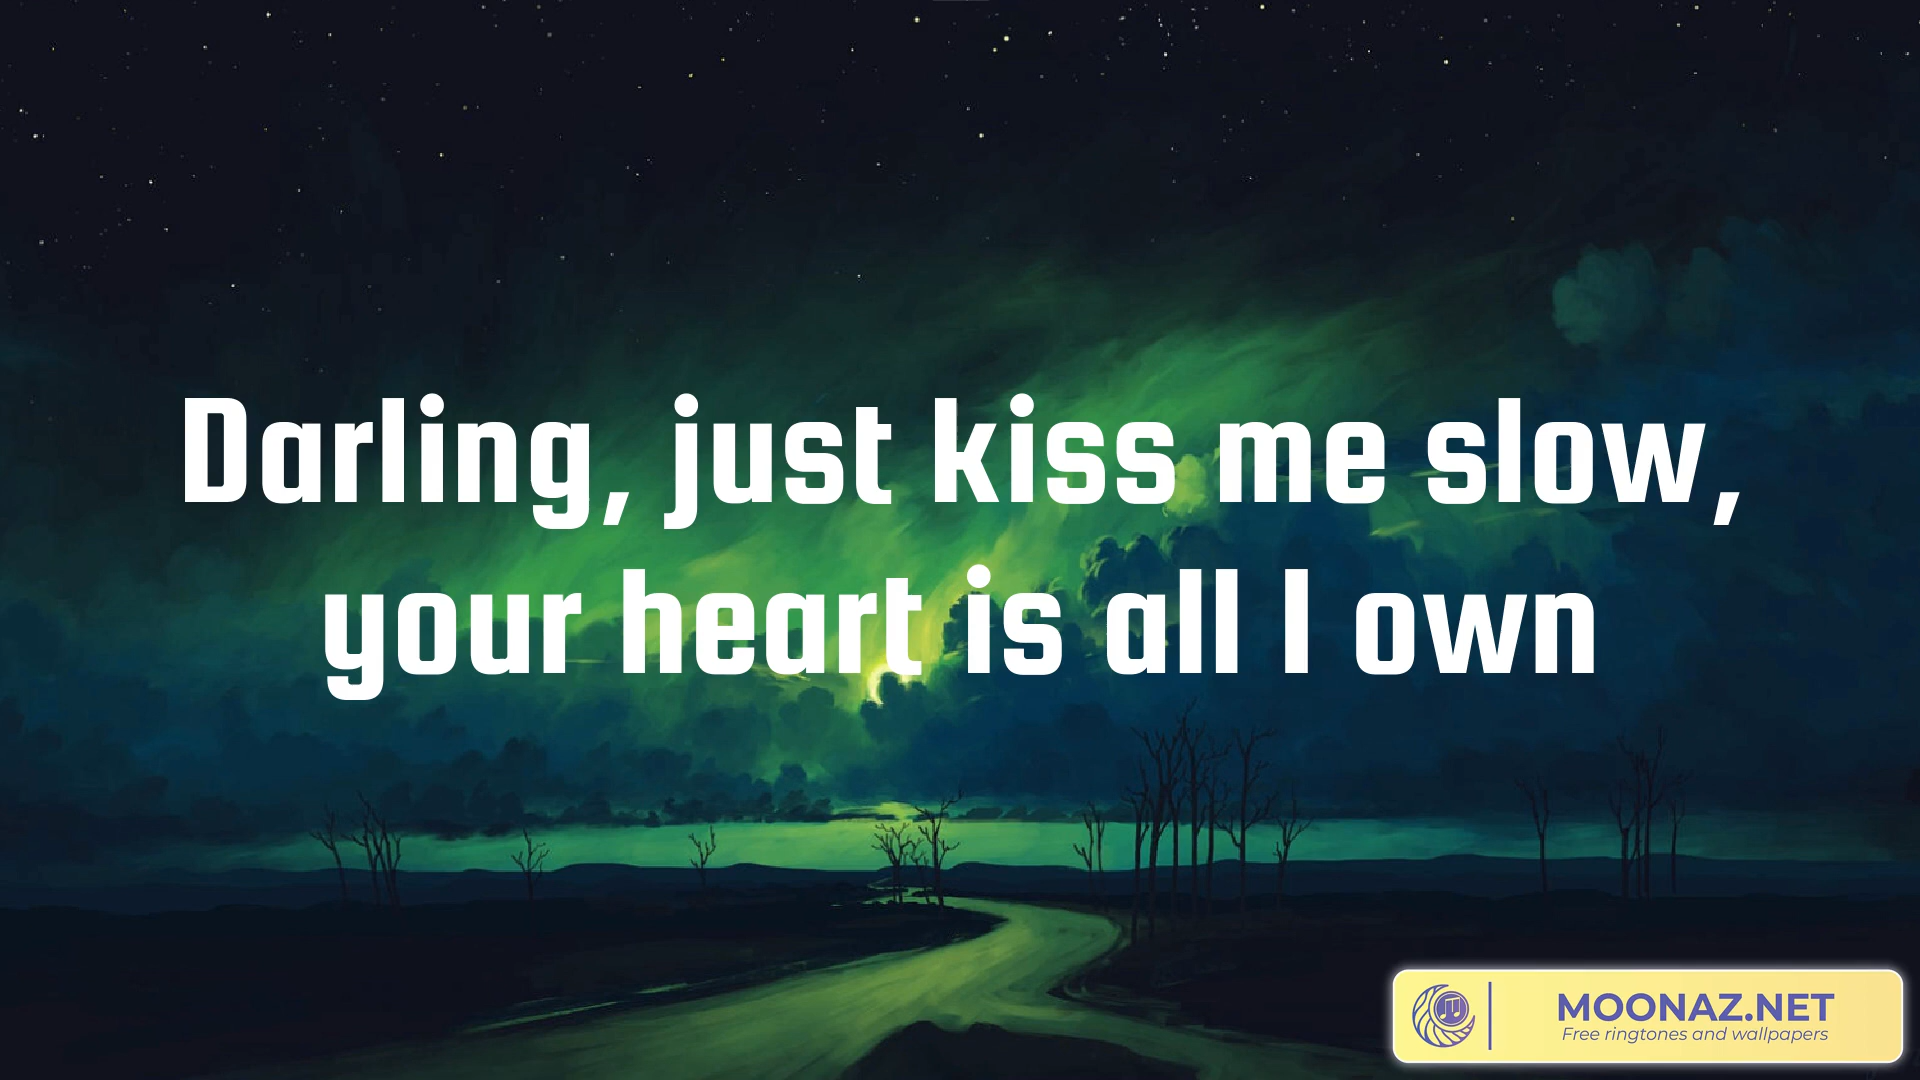 Darling, just kiss me slow,
your heart is all I own
MOONAZ.NET
Free ringtones and wallpapers